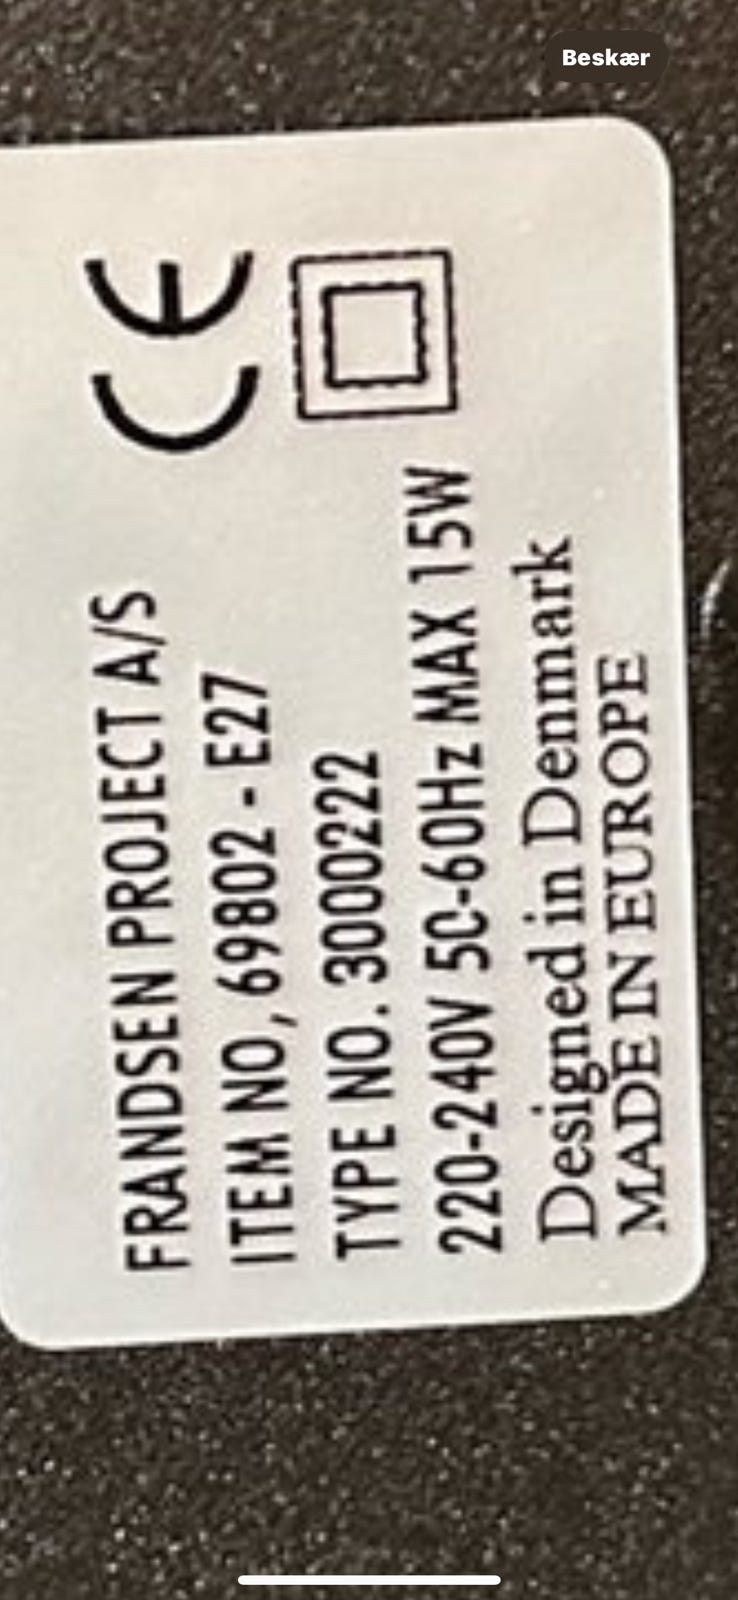 Beskær
FRANDSEN PROJECT A/S
ITEM NO, 69802 - E27
TYPE NO. 3000222
220-240V 50-60Hz MAX 15W
Designed in Denmark
MADE IN EUROPE
CE